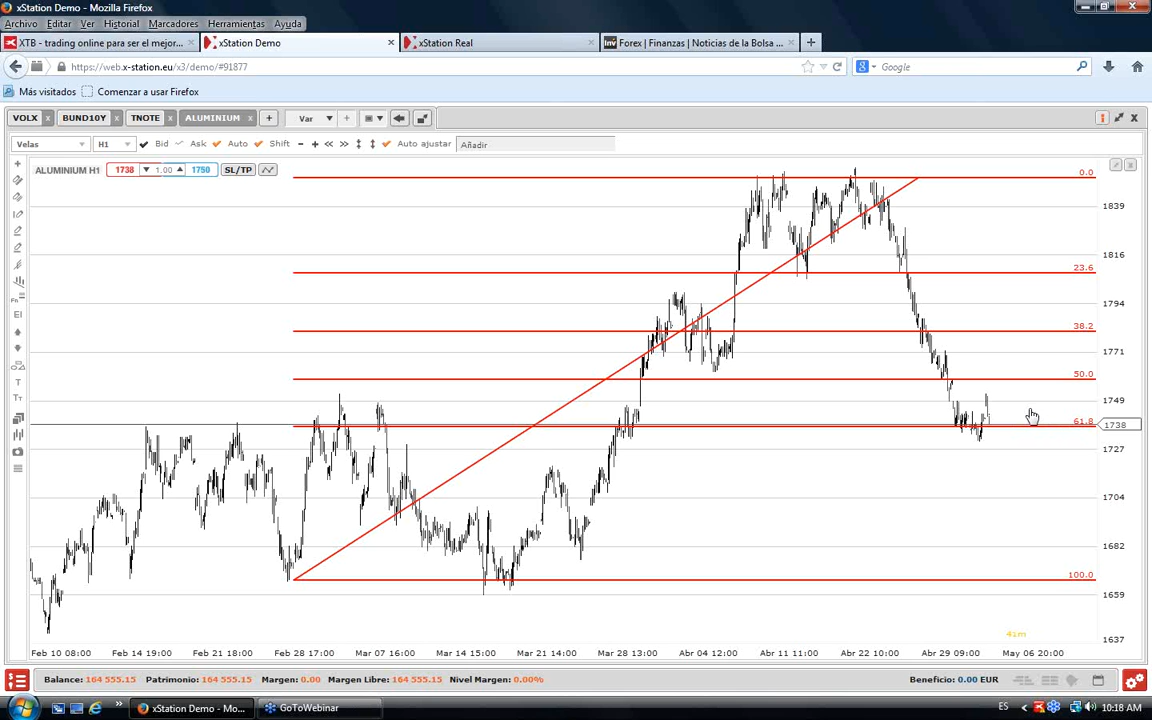 xStation Demo - Mozilla Firefox
Archivo Editar Ver Historial Marcadores Herramientas Ayuda
XTB - trading online para ser el mejor... × xStation Demo × xStation Real × Inv Forex | Finanzas | Noticias de la Bolsa ... × +
https://web.x-station.eu/x3/demo/#91877 Google
Más visitados Comenzar a usar Firefox
VOLX x BUND10Y x TNOTE x ALUMINIUM x + Var +
Velas H1 Bid Ask Auto Shift - + << >> Auto ajustar Añadir
ALUMINIUM H1 1738 1.00 1750 SL/TP
0.0
1839
1816
23.6
1794
38.2
1771
50.0
1749
61.8
1738
1727
1704
1682
100.0
1659
1637
Fn
EI
T
TT
41m
Feb 10 08:00 Feb 14 19:00 Feb 21 18:00 Feb 28 17:00 Mar 07 16:00 Mar 14 15:00 Mar 21 14:00 Mar 28 13:00 Abr 04 12:00 Abr 11 11:00 Abr 22 10:00 Abr 29 09:00 May 06 20:00
Balance: 164 555.15 Patrimonio: 164 555.15 Margen: 0.00 Margen Libre: 164 555.15 Nivel Margen: 0.00% Beneficio: 0.00 EUR
xStation Demo - Mo... GoToWebinar ES 10:18 AM